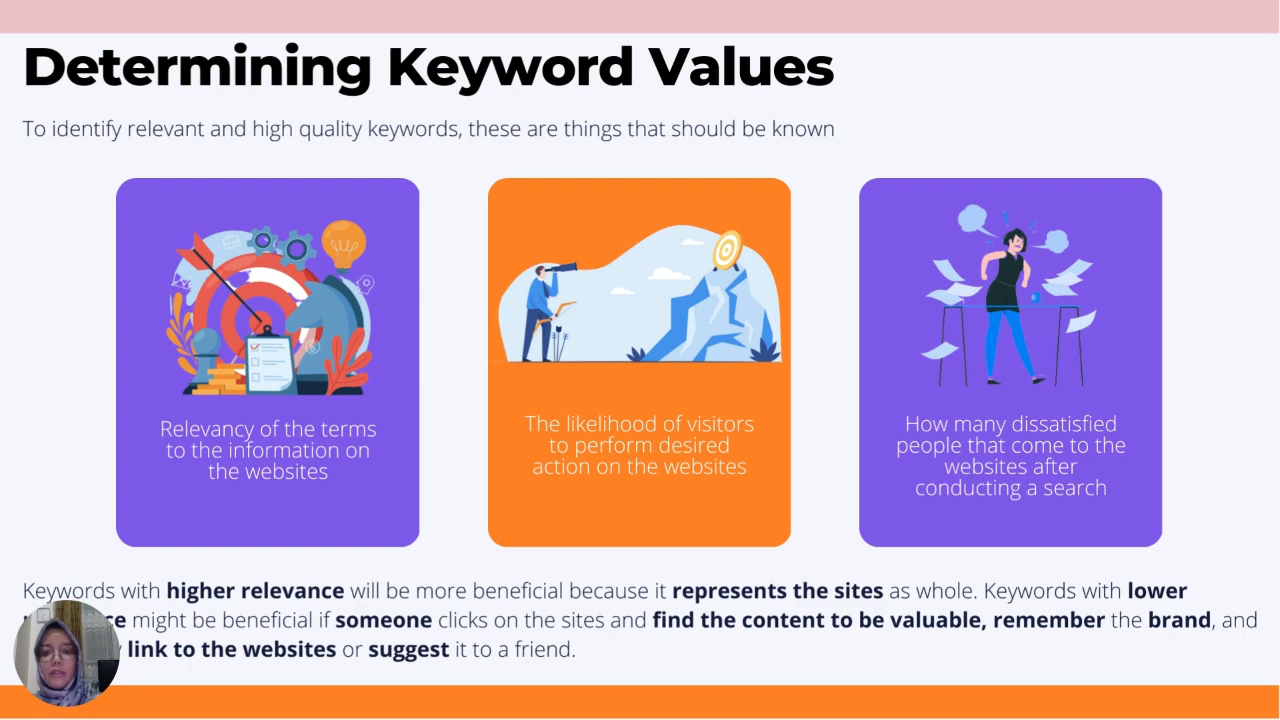 Determining Keyword Values
To identify relevant and high quality keywords, these are things that should be known
Relevancy of the terms
to the information on
the websites
The likelihood of visitors
to perform desired
action on the websites
How many dissatisfied
people that come to the
websites after
conducting a search
Keywords with higher relevance will be more beneficial because it represents the sites as whole. Keywords with lower
might be beneficial if someone clicks on the sites and find the content to be valuable, remember the brand, and
link to the websites or suggest it to a friend.